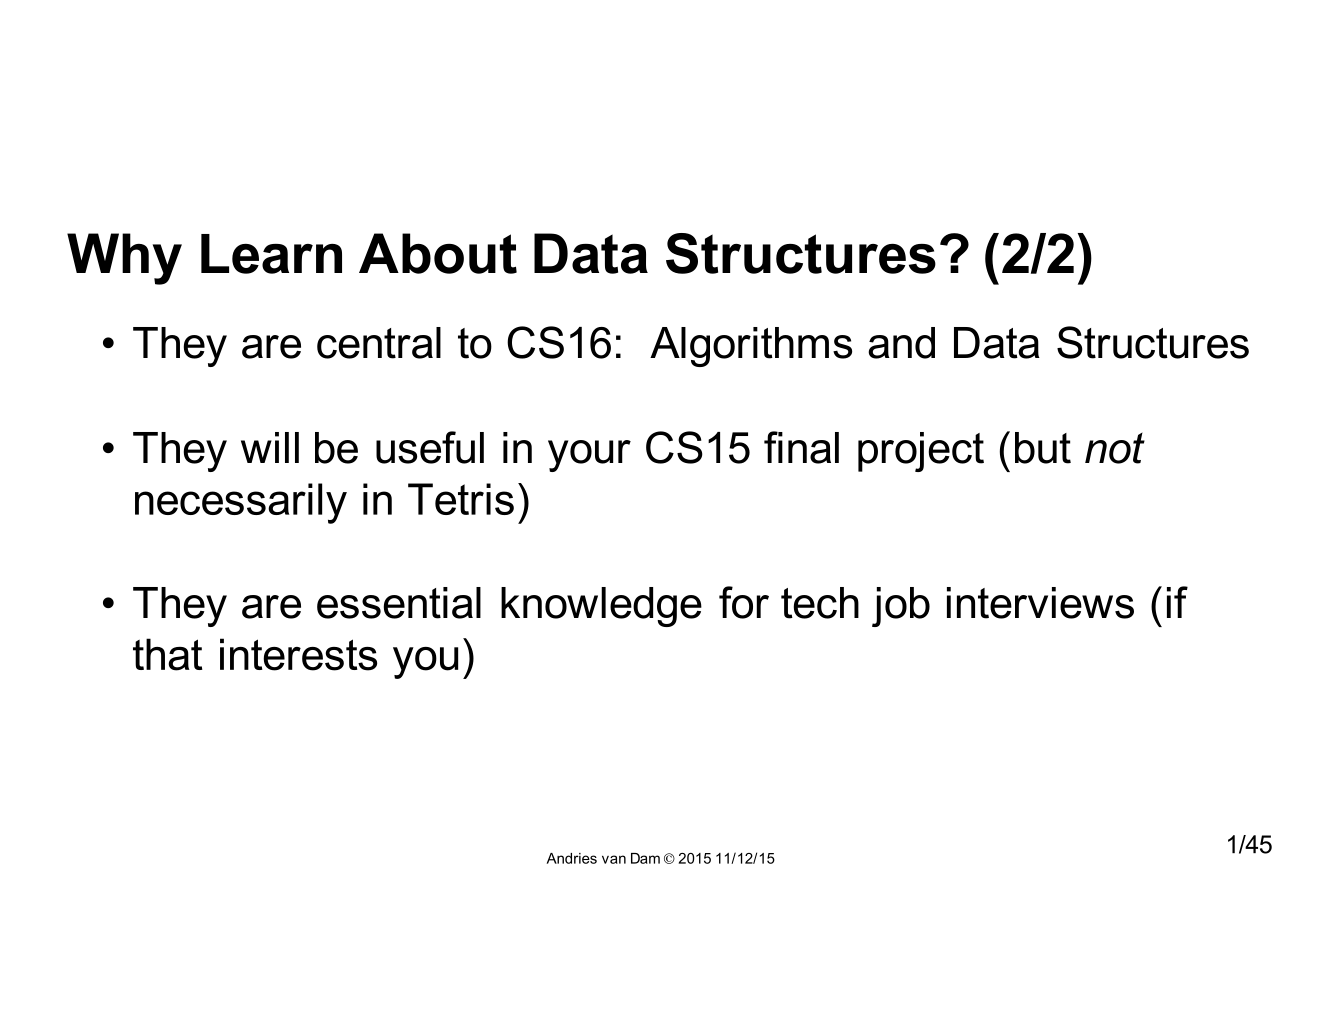 Why Learn About Data Structures? (2/2)
• They are central to CS16:  Algorithms and Data Structures
• They will be useful in your CS15 final project (but not
necessarily in Tetris)
• They are essential knowledge for tech job interviews (if
that interests you)
1/45
Andries van Dam © 2015 11/12/15